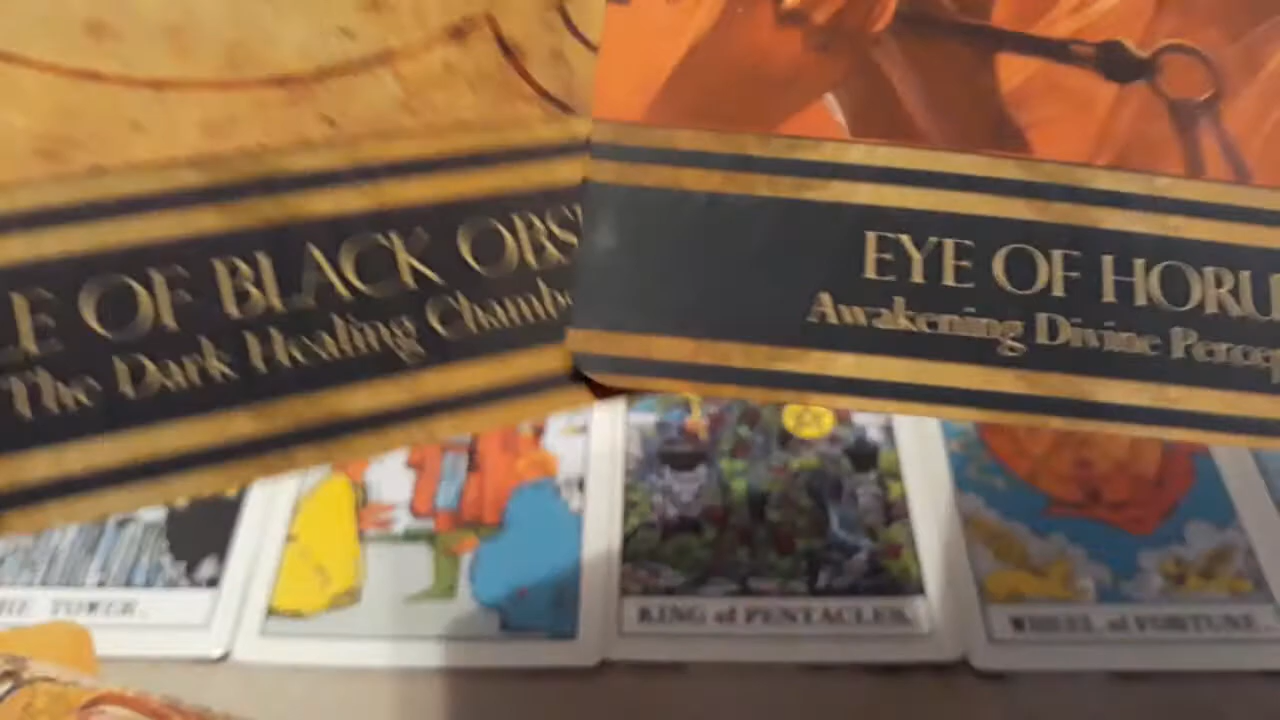 E OF BLACK OBS
The Dark Healing Chamb
EYE OF HORU
Awakening Divine Percep
HE TOWER.
KING of PENTACLES.
WHEEL of FORTUNE.